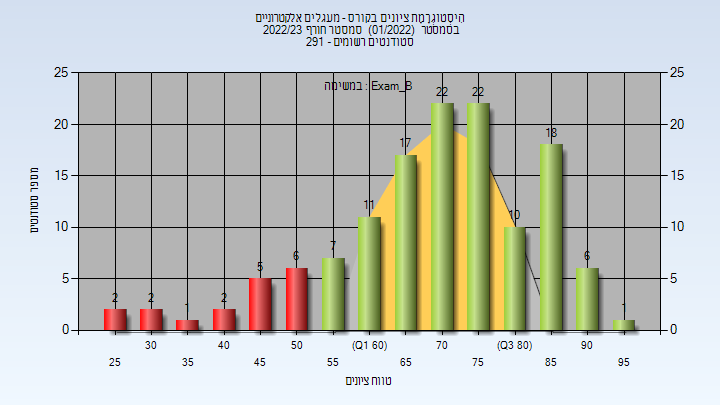 הִיסְטוֹגְרַמַת ציונים בקורס - מעגלים אלקטרוניים
בסמסטר (01/2022) סמסטר חורף 2022/23
סטודנטים רשומים - 291
במשימה : Exam_B
25 25
20 20
15 15
10 10
5 5
0 0
2 2 1 2 5 6 7 11 17 22 22 10 18 6 1
מספר סטודנטים
30 40 50 (Q1 60) 70 (Q3 80) 90
25 35 45 55 65 75 85 95
טווח ציונים